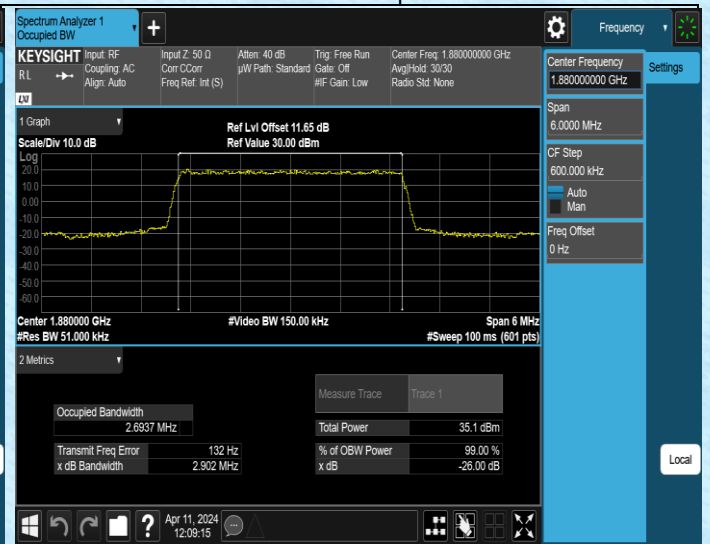 Spectrum Analyzer 1
Occupied BW
+
Frequency
KEYSIGHT
RL
LXI
Input: RF
Coupling: AC
Align: Auto
Input Z: 50 Ω
Corr CCorr
Freq Ref: Int (S)
Atten: 40 dB
µW Path: Standard
Trig: Free Run
Gate: Off
#IF Gain: Low
Center Freq: 1.880000000 GHz
Avg|Hold: 30/30
Radio Std: None
Center Frequency
1.880000000 GHz
Settings
Span
6.0000 MHz
CF Step
600.000 kHz
Auto
Man
Freq Offset
0 Hz
1 Graph
Scale/Div 10.0 dB
Ref Lvl Offset 11.65 dB
Ref Value 30.00 dBm
Log
20.0
10.0
0.00
-10.0
-20.0
-30.0
-40.0
-50.0
-60.0
Center 1.880000 GHz
#Video BW 150.00 kHz
Span 6 MHz
#Res BW 51.000 kHz
#Sweep 100 ms (601 pts)
2 Metrics
Measure Trace
Trace 1
Occupied Bandwidth
2.6937 MHz
Total Power
35.1 dBm
Transmit Freq Error
132 Hz
% of OBW Power
99.00 %
x dB Bandwidth
2.902 MHz
x dB
-26.00 dB
Local
?
Apr 11, 2024
12:09:15